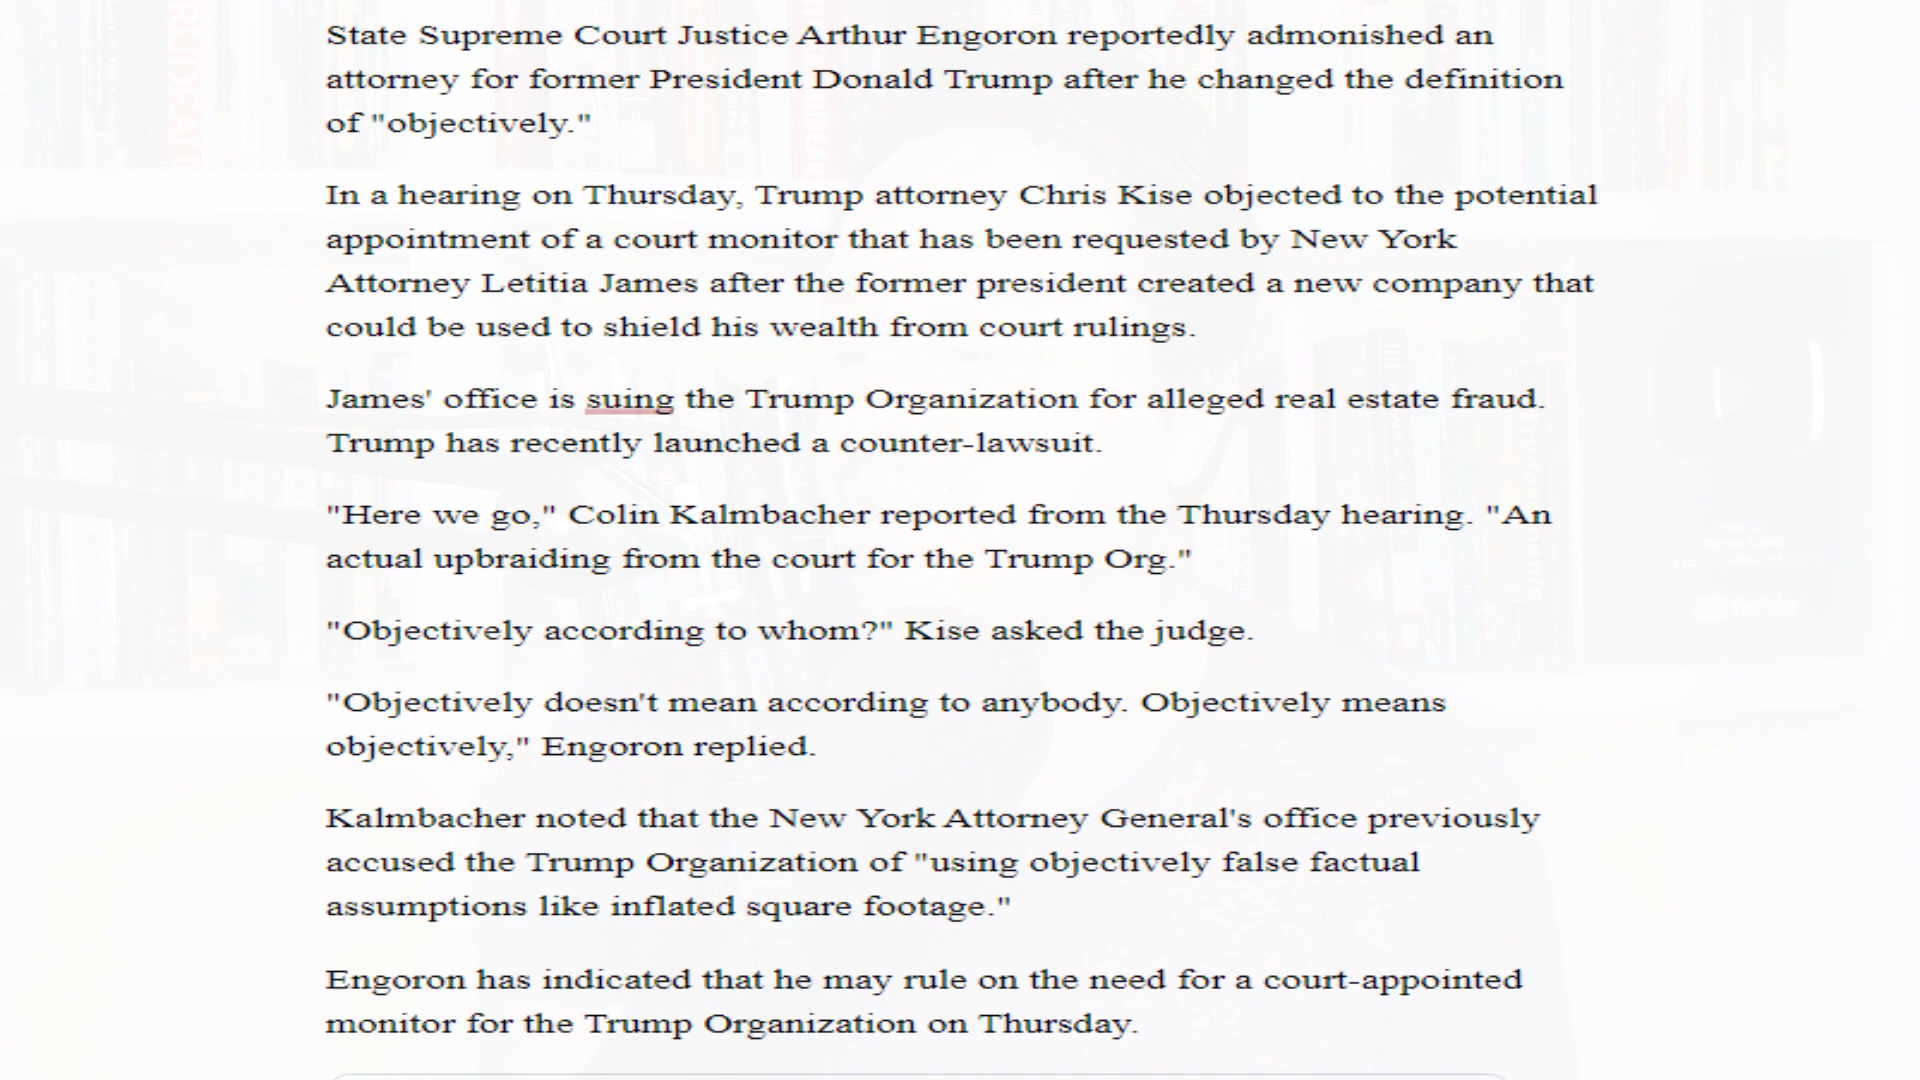 State Supreme Court Justice Arthur Engoron reportedly admonished an
attorney for former President Donald Trump after he changed the definition
of "objectively."
In a hearing on Thursday, Trump attorney Chris Kise objected to the potential
appointment of a court monitor that has been requested by New York
Attorney Letitia James after the former president created a new company that
could be used to shield his wealth from court rulings.
James' office is suing the Trump Organization for alleged real estate fraud.
Trump has recently launched a counter-lawsuit.
"Here we go," Colin Kalmbacher reported from the Thursday hearing. "An
actual upbraiding from the court for the Trump Org."
"Objectively according to whom?" Kise asked the judge.
"Objectively doesn't mean according to anybody. Objectively means
objectively," Engoron replied.
Kalmbacher noted that the New York Attorney General's office previously
accused the Trump Organization of "using objectively false factual
assumptions like inflated square footage."
Engoron has indicated that he may rule on the need for a court-appointed
monitor for the Trump Organization on Thursday.